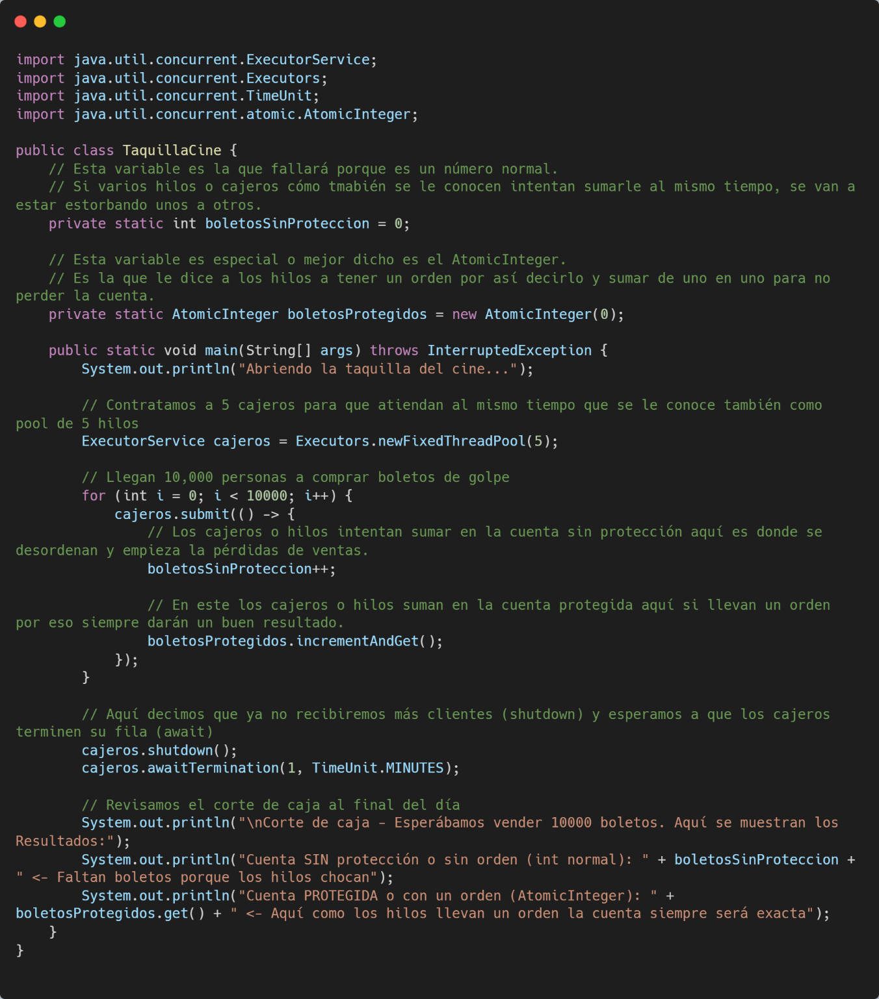 import java.util.concurrent.ExecutorService;
import java.util.concurrent.Executors;
import java.util.concurrent.TimeUnit;
import java.util.concurrent.atomic.AtomicInteger;

public class TaquillaCine {
    // Esta variable es la que fallará porque es un número normal.
    // Si varios hilos o cajeros cómo tmabién se le conocen intentan sumarle al mismo tiempo, se van a
estar estorbando unos a otros.
    private static int boletosSinProteccion = 0;

    // Esta variable es especial o mejor dicho es el AtomicInteger.
    // Es la que le dice a los hilos a tener un orden por así decirlo y sumar de uno en uno para no
perder la cuenta.
    private static AtomicInteger boletosProtegidos = new AtomicInteger(0);

    public static void main(String[] args) throws InterruptedException {
        System.out.println("Abriendo la taquilla del cine...");

        // Contratamos a 5 cajeros para que atiendan al mismo tiempo que se le conoce también como
pool de 5 hilos
        ExecutorService cajeros = Executors.newFixedThreadPool(5);

        // Llegan 10,000 personas a comprar boletos de golpe
        for (int i = 0; i < 10000; i++) {
            cajeros.submit(() -> {
                // Los cajeros o hilos intentan sumar en la cuenta sin protección aquí es donde se
desordenan y empieza la pérdidas de ventas.
                boletosSinProteccion++;

                // En este los cajeros o hilos suman en la cuenta protegida aquí si llevan un orden
por eso siempre darán un buen resultado.
                boletosProtegidos.incrementAndGet();
            });
        }

        // Aquí decimos que ya no recibiremos más clientes (shutdown) y esperamos a que los cajeros
terminen su fila (await)
        cajeros.shutdown();
        cajeros.awaitTermination(1, TimeUnit.MINUTES);

        // Revisamos el corte de caja al final del día
        System.out.println("\nCorte de caja - Esperábamos vender 10000 boletos. Aquí se muestran los
Resultados:");
        System.out.println("Cuenta SIN protección o sin orden (int normal): " + boletosSinProteccion +
" <- Faltan boletos porque los hilos chocan");
        System.out.println("Cuenta PROTEGIDA o con un orden (AtomicInteger): " +
boletosProtegidos.get() + " <- Aquí como los hilos llevan un orden la cuenta siempre será exacta");
    }
}